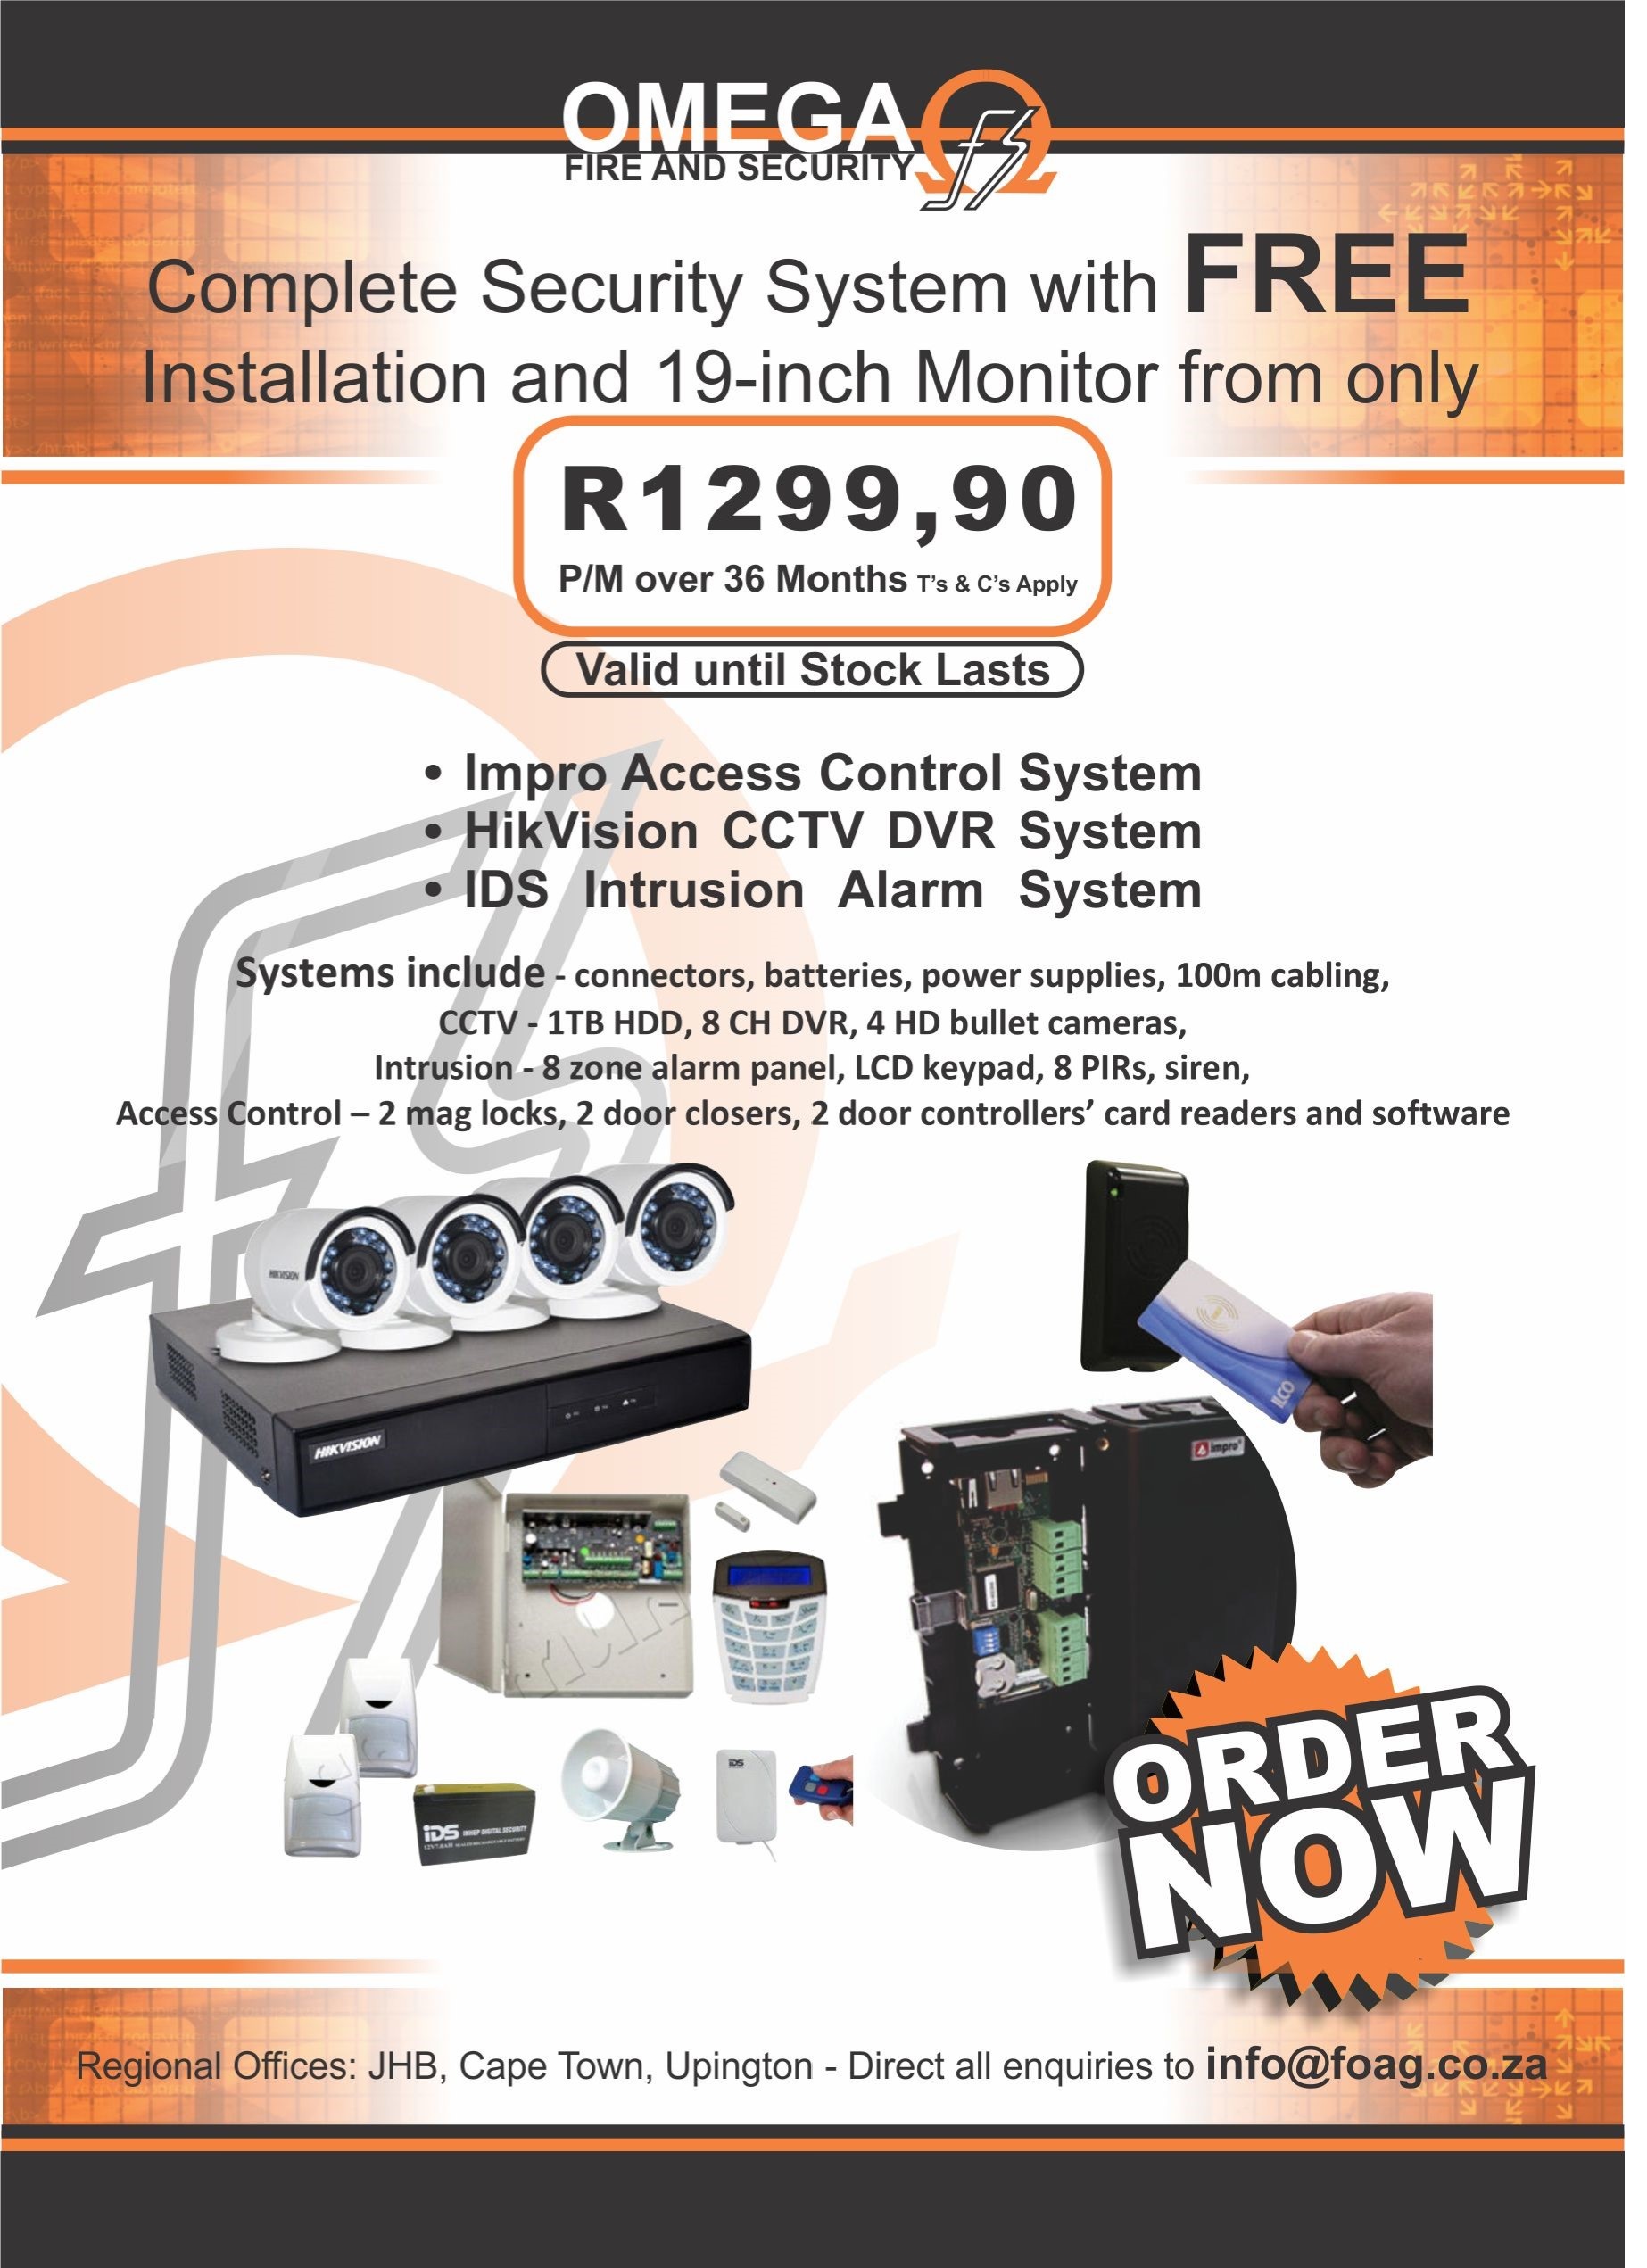 OMEGA
FIRE AND SECURITY
Complete Security System with FREE
Installation and 19-inch Monitor from only
R1299,90
P/M over 36 Months T's & C's Apply
Valid until Stock Lasts
• Impro Access Control System
• HikVision CCTV DVR System
• IDS Intrusion Alarm System
Systems include - connectors, batteries, power supplies, 100m cabling,
CCTV - 1TB HDD, 8 CH DVR, 4 HD bullet cameras,
Intrusion - 8 zone alarm panel, LCD keypad, 8 PIRs, siren,
Access Control – 2 mag locks, 2 door closers, 2 door controllers' card readers and software
HIKVISION
HIKVISION
ILCO
impro
iDS
INHEP DIGITAL SECURITY
iDS
ORDER
NOW
Regional Offices: JHB, Cape Town, Upington - Direct all enquiries to info@foag.co.za